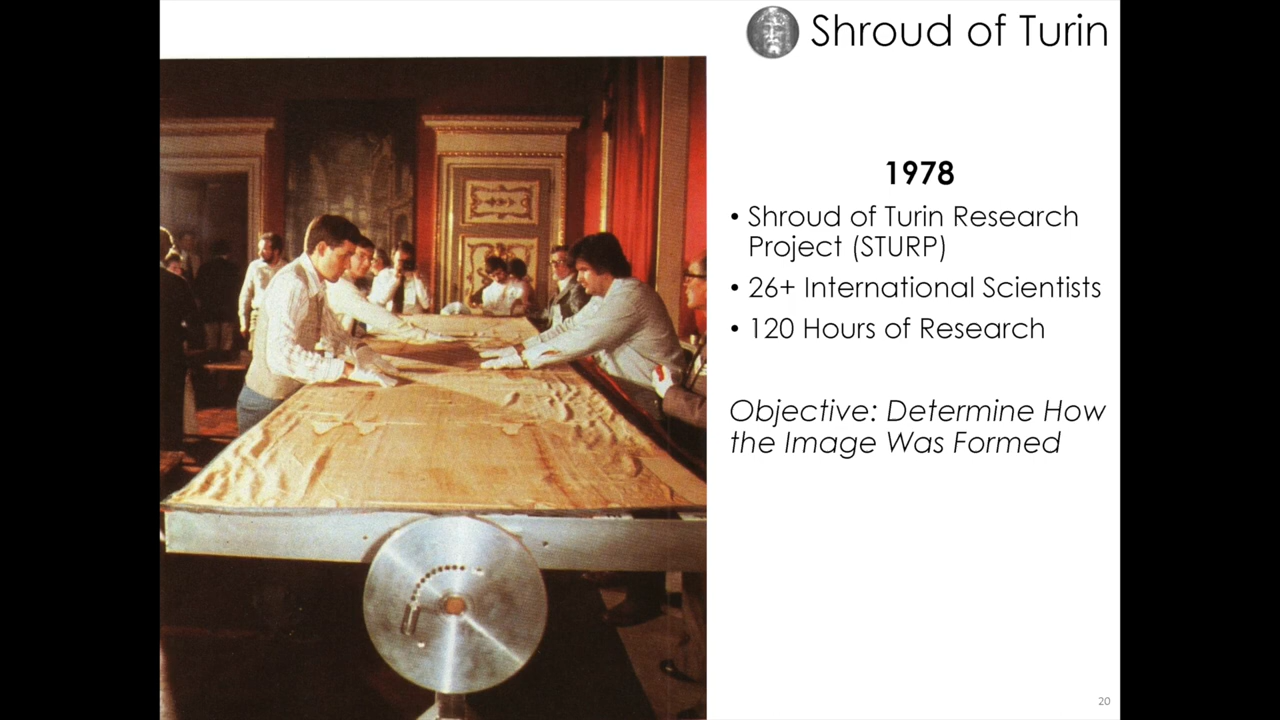 Shroud of Turin
1978
• Shroud of Turin Research
Project (STURP)
• 26+ International Scientists
• 120 Hours of Research
Objective: Determine How
the Image Was Formed
20